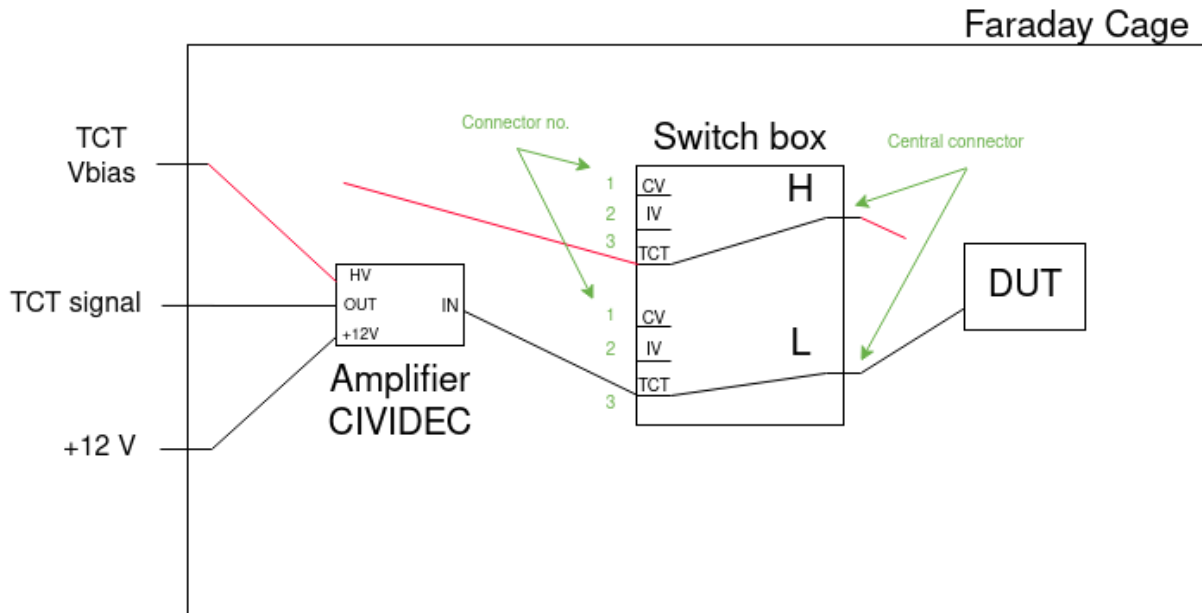 Faraday Cage
TCT
Vbias
TCT signal
+12 V
HV
OUT
+12V
IN
Amplifier
CIVIDEC
Connector no.
Switch box
Central connector
1
CV
2
IV
3
TCT
H
1
CV
2
IV
3
TCT
L
DUT